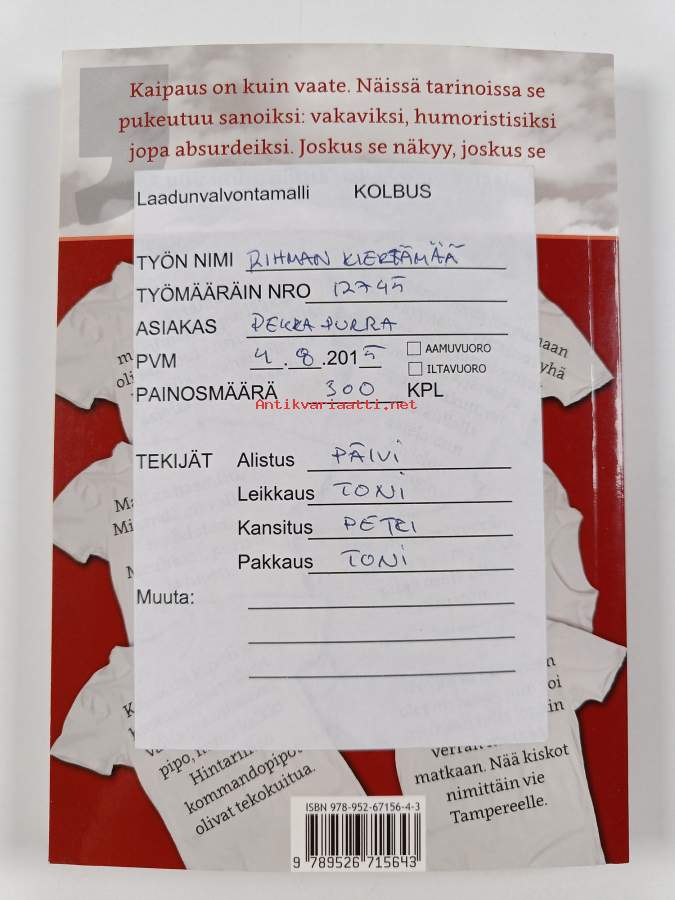 Kaipaus on kuin vaate. Näissä tarinoissa se
pukeutuu sanoiksi: vakaviksi, humoristisiksi
jopa absurdeiksi. Joskus se näkyy, joskus se
Laadunvalvontamalli KOLBUS
TYÖN NIMI RIHMAN KIERTÄMÄÄ
TYÖMÄÄRÄIN NRO 12745
ASIAKAS PEKKA PURRA
PVM 4.8.2015 AAMUVUORO
ILTAVUORO
PAINOSMÄÄRÄ 300 KPL
Antikvariaatti.net
TEKIJÄT Alistus PÄIVI
Leikkaus TONI
Kansitus PETRI
Pakkaus TONI
Muuta:
pipo,
Hintarin
kommandopipot
olivat tekokuitua.
matkaan. Nää kiskot
nimittäin vie
Tampereelle.
ISBN 978-952-67156-4-3
9 789526 715643